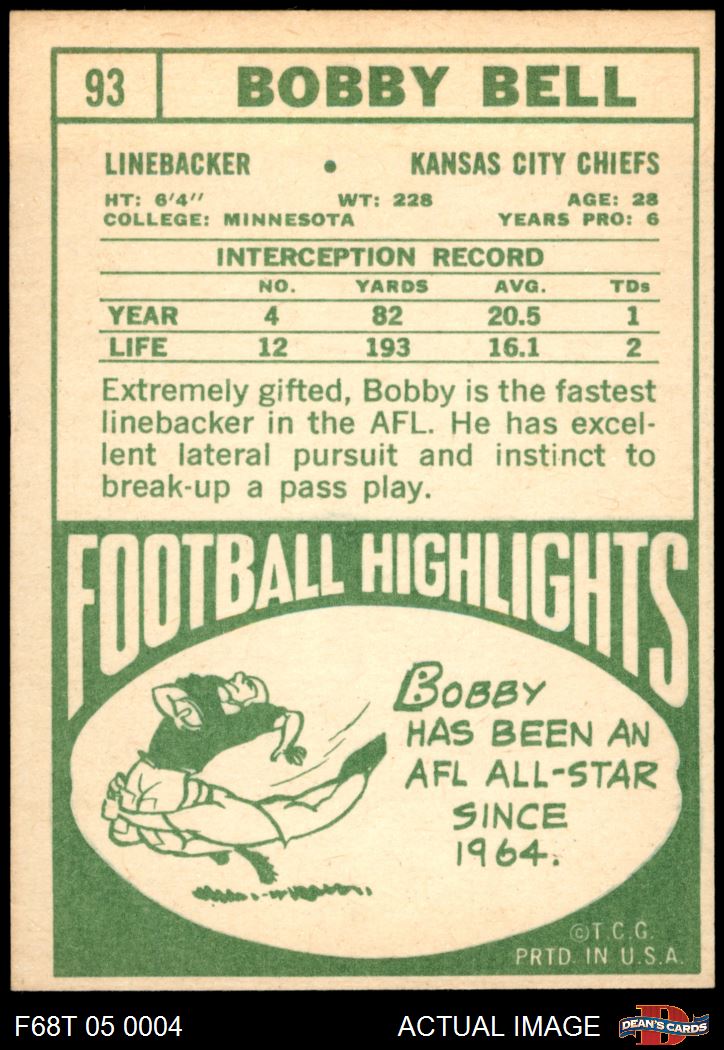 93 BOBBY BELL
LINEBACKER • KANSAS CITY CHIEFS
HT: 6'4'' WT: 228 AGE: 28
COLLEGE: MINNESOTA YEARS PRO: 6
INTERCEPTION RECORD
NO. YARDS AVG. TDs
YEAR 4 82 20.5 1
LIFE 12 193 16.1 2
Extremely gifted, Bobby is the fastest
linebacker in the AFL. He has excel-
lent lateral pursuit and instinct to
break-up a pass play.
FOOTBALL HIGHLIGHTS
BOBBY
HAS BEEN AN
AFL ALL-STAR
SINCE
1964.
©T.C.G.
PRTD. IN U.S.A.
F68T 05 0004 ACTUAL IMAGE D DEAN'S CARDS